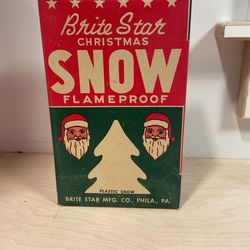 Brite Star
CHRISTMAS
SNOW
FLAMEPROOF
PLASTIC SNOW
BRITE STAR MFG. CO., PHILA., PA.